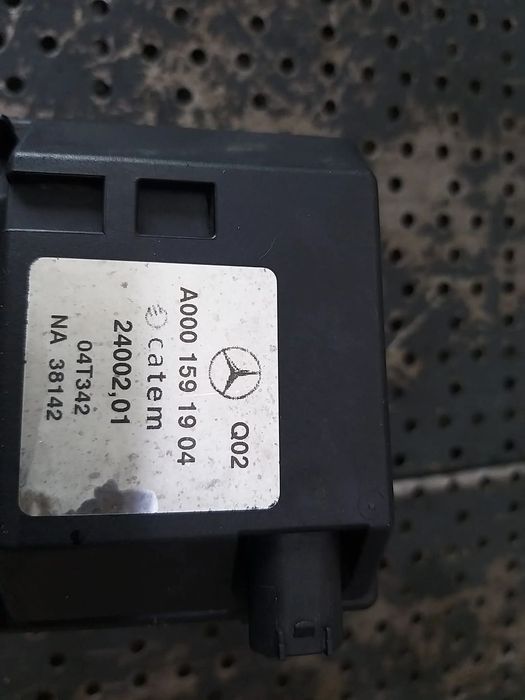 Q02
A000 159 19 04
catem
24002,01
04T342
NA 38142